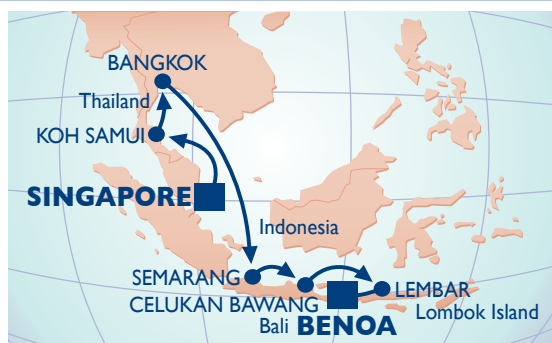 BANGKOK
Thailand
KOH SAMUI
SINGAPORE
Indonesia
SEMARANG
LEMBAR
CELUKAN BAWANG
Lombok Island
Bali BENOA